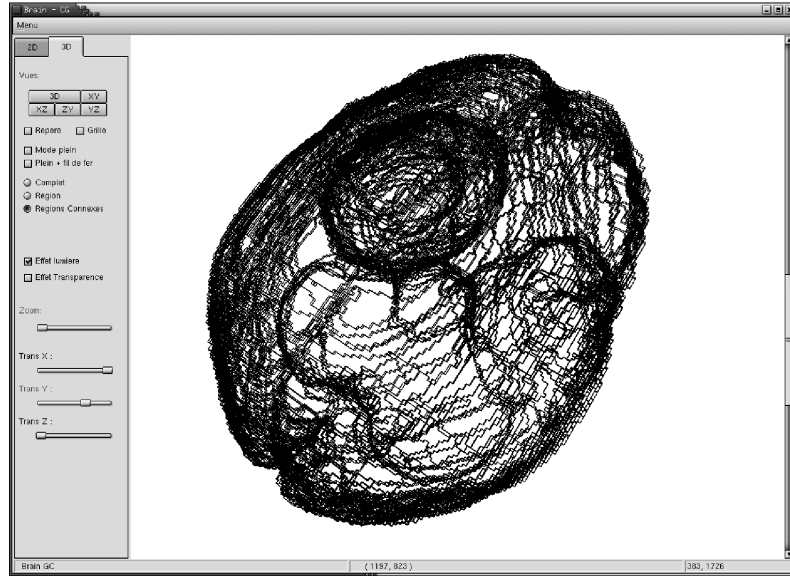 Brain - CG
Menu
2D 3D
Vues:
3D XY
XZ ZY YZ
Repere Grille
Mode plein
Plein + fil de fer
Complet
Region
Regions Connexes
Effet lumiere
Effet Transparence
Zoom:
Trans X :
Trans Y :
Trans Z :
Brain GC ( 1197, 823 ) 383, 1726